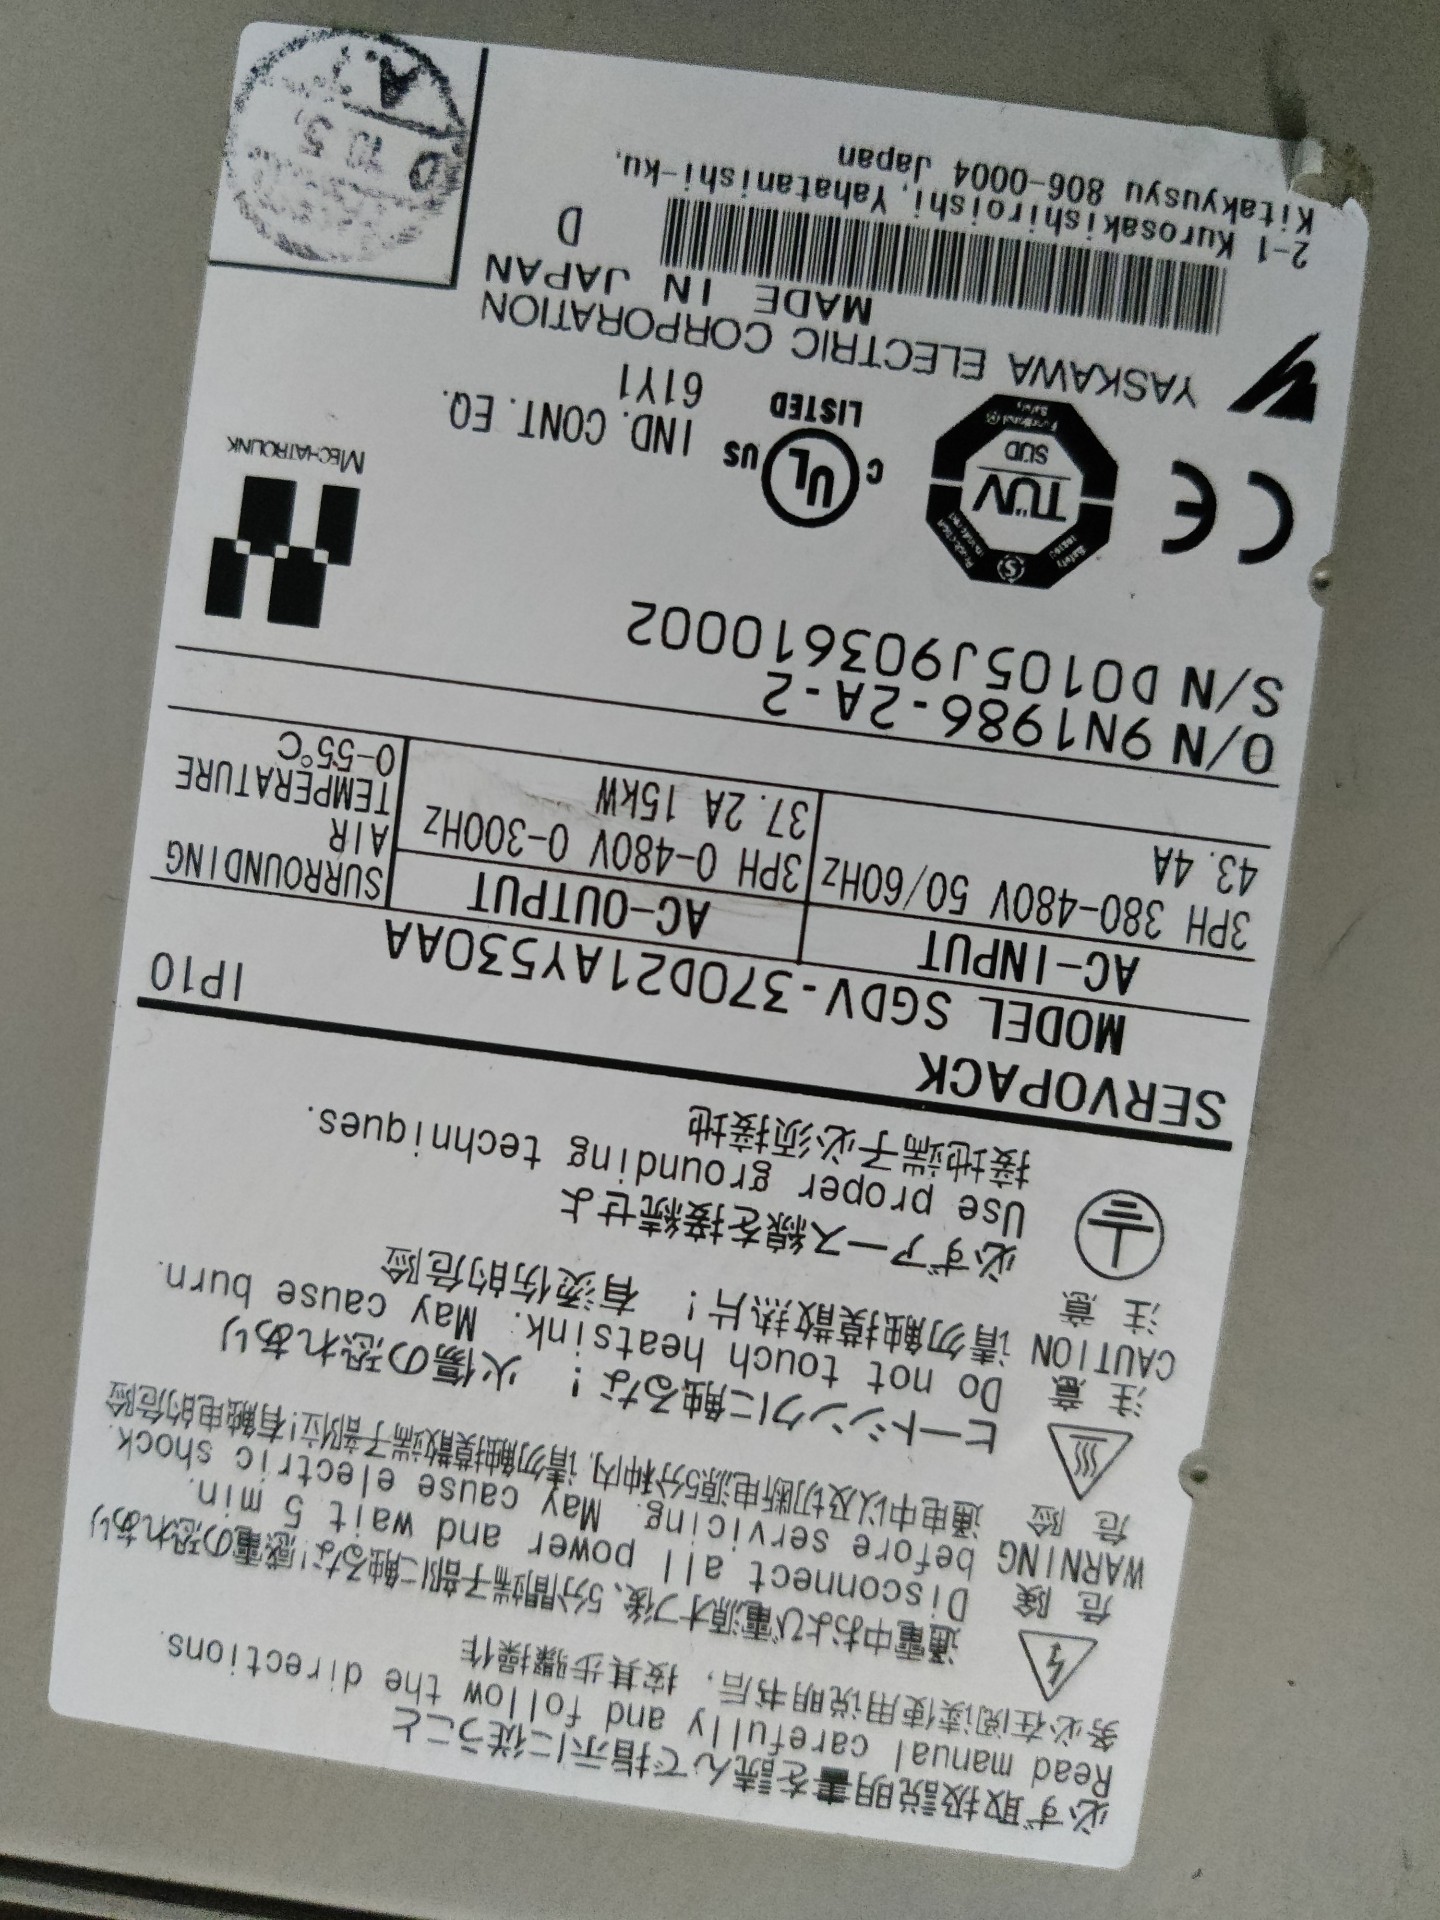 必ず取扱説明書を読んで指示に従うこと
Read manual carefully and follow the directions.
务必在阅读使用说明书后，按其步骤操作
通電中および電源オフ後、5分間端子部に触るな!感電の恐れあり
危 険
Disconnect all power and wait 5 min.
WARNING before servicing. May cause electric shock.
危 险 通电中以及切断电源5分种内, 请勿触摸散端子部位!有触电的危险
ヒートシンクに触るな！ 火傷の恐れあり
注 意
Do not touch heatsink. May cause burn.
CAUTION
注 意 请勿触摸散热片！ 有烫伤的危险
必ずアース線を接続せよ
Use proper grounding techniques.
接地端子必须接地
SERVOPACK
MODEL SGDV-370D21AY530AA IP10
AC-INPUT
3PH 380-480V 50/60Hz
43.4A
AC-OUTPUT
3PH 0-480V 0-300Hz
37.2A 15kW
SURROUNDING
AIR
TEMPERATURE
0-55°C
O/N 9N1986-2A-2
S/N D0105J903610002
CE
TÜV
SÜD
C UL US
LISTED
IND. CONT. EQ.
61Y1
MECHATROLINK
YASKAWA ELECTRIC CORPORATION
MADE IN JAPAN
D
2-1 Kurosakishiroishi, Yahatanishi-ku,
Kitakyusyu 806-0004 Japan